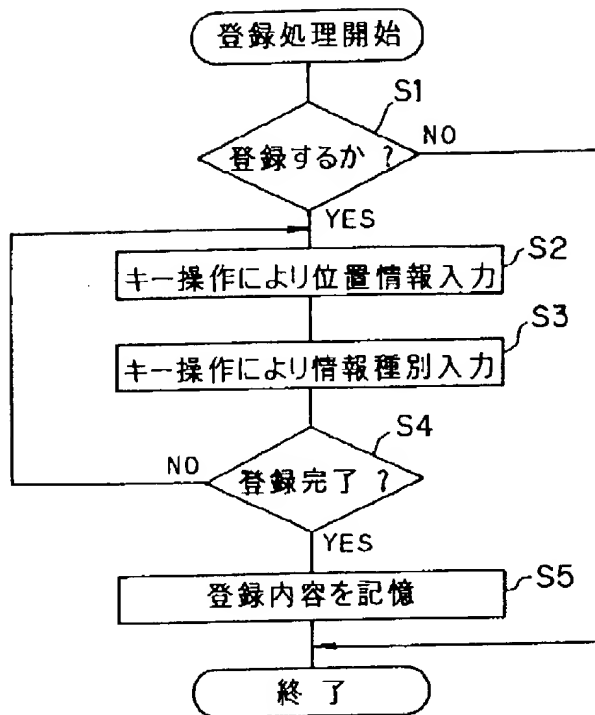 登録処理開始
S1
登録するか？
NO
YES
S2
キー操作により位置情報入力
S3
キー操作により情報種別入力
S4
NO
登録完了？
YES
S5
登録内容を記憶
終了